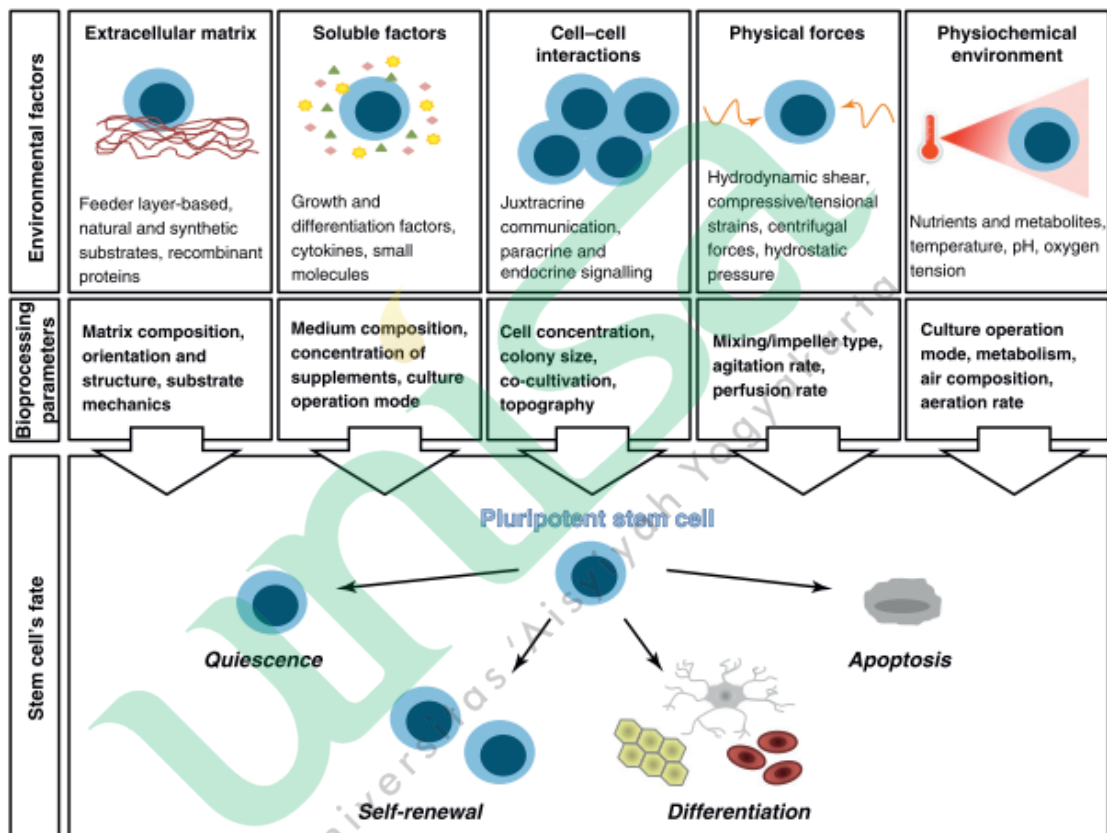 Environmental factors
Extracellular matrix
Feeder layer-based,
natural and synthetic
substrates, recombinant
proteins
Soluble factors
Growth and
differentiation factors,
cytokines, small
molecules
Cell–cell
interactions
Juxtracrine
communication,
paracrine and
endocrine signalling
Physical forces
Hydrodynamic shear,
compressive/tensional
strains, centrifugal
forces, hydrostatic
pressure
Physiochemical
environment
Nutrients and metabolites,
temperature, pH, oxygen
tension
Bioprocessing
parameters
Matrix composition,
orientation and
structure, substrate
mechanics
Medium composition,
concentration of
supplements, culture
operation mode
Cell concentration,
colony size,
co-cultivation,
topography
Mixing/impeller type,
agitation rate,
perfusion rate
Culture operation
mode, metabolism,
air composition,
aeration rate
Stem cell's fate
Pluripotent stem cell
Quiescence
Apoptosis
Self-renewal
Differentiation
unisa
niversitas 'Aisyiyah Yogyakarta